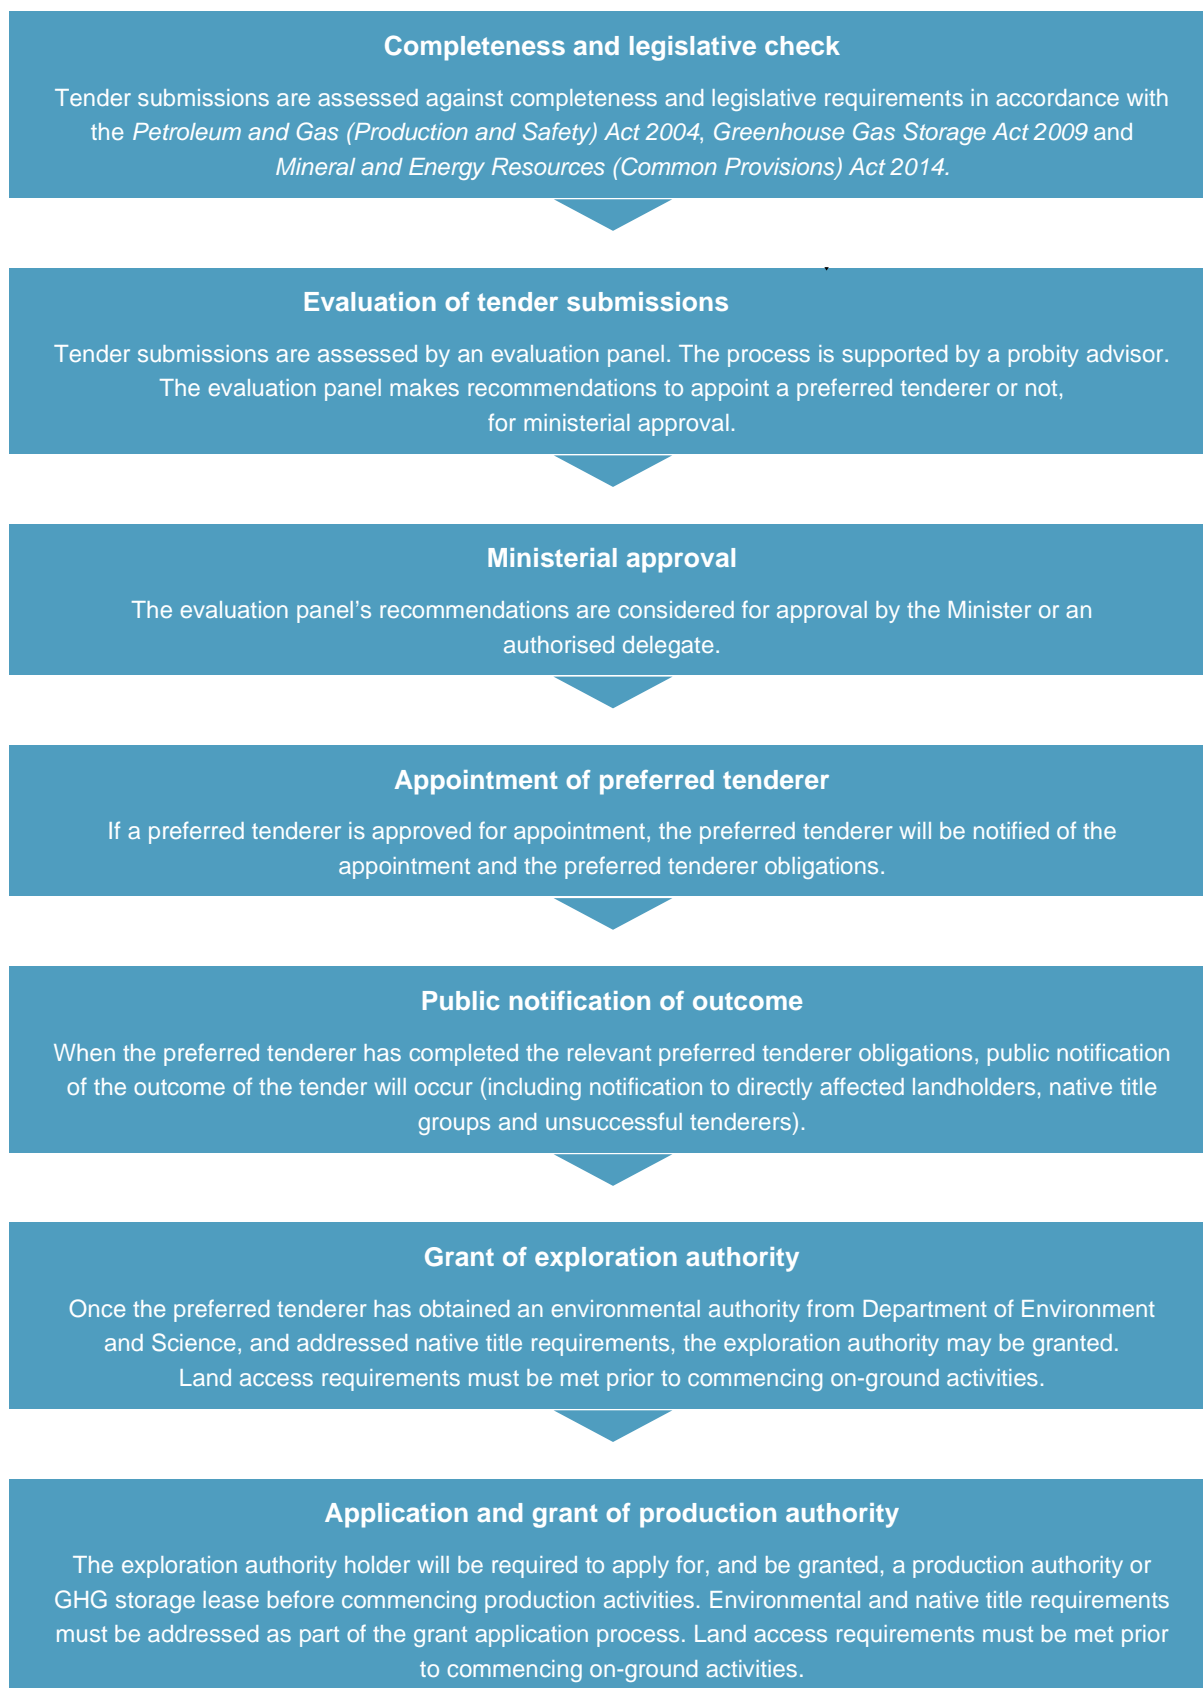 Completeness and legislative check
Tender submissions are assessed against completeness and legislative requirements in accordance with
the Petroleum and Gas (Production and Safety) Act 2004, Greenhouse Gas Storage Act 2009 and
Mineral and Energy Resources (Common Provisions) Act 2014.
Evaluation of tender submissions
Tender submissions are assessed by an evaluation panel. The process is supported by a probity advisor.
The evaluation panel makes recommendations to appoint a preferred tenderer or not,
for ministerial approval.
Ministerial approval
The evaluation panel’s recommendations are considered for approval by the Minister or an
authorised delegate.
Appointment of preferred tenderer
If a preferred tenderer is approved for appointment, the preferred tenderer will be notified of the
appointment and the preferred tenderer obligations.
Public notification of outcome
When the preferred tenderer has completed the relevant preferred tenderer obligations, public notification
of the outcome of the tender will occur (including notification to directly affected landholders, native title
groups and unsuccessful tenderers).
Grant of exploration authority
Once the preferred tenderer has obtained an environmental authority from Department of Environment
and Science, and addressed native title requirements, the exploration authority may be granted.
Land access requirements must be met prior to commencing on-ground activities.
Application and grant of production authority
The exploration authority holder will be required to apply for, and be granted, a production authority or
GHG storage lease before commencing production activities. Environmental and native title requirements
must be addressed as part of the grant application process. Land access requirements must be met prior
to commencing on-ground activities.